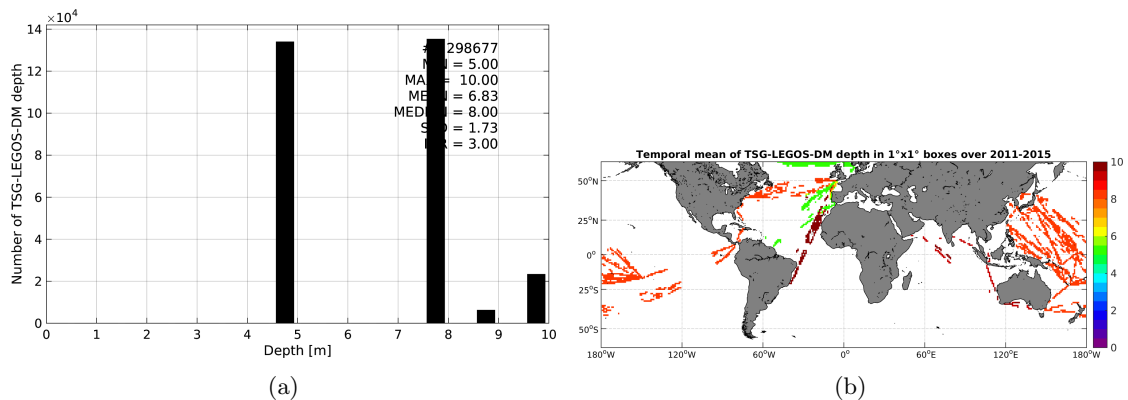 ×10⁴
14
12
10
8
6
4
2
0
Number of TSG-LEGOS-DM depth
298677
= 5.00
= 10.00
= 6.83
= 8.00
= 1.73
= 3.00
0 1 2 3 4 5 6 7 8 9 10
Depth [m]
(a)
Temporal mean of TSG-LEGOS-DM depth in 1°x1° boxes over 2011-2015
50°N
25°N
0°
25°S
50°S
180°W 120°W 60°W 0° 60°E 120°E 180°W
10
8
6
4
2
0
(b)